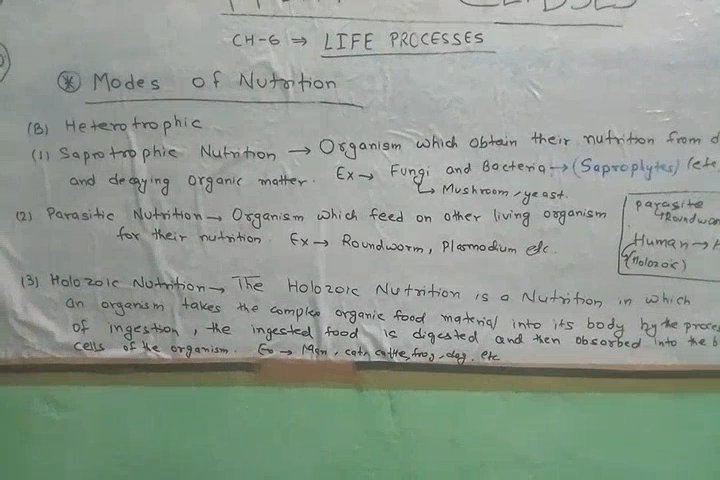 CH-6 ⇒ LIFE PROCESSES
Modes of Nutrition
(B) Heterotrophic
(1) Saprotrophic Nutrition → Organism which obtain their nutrition from d
and decaying organic matter. Ex → Fungi and Bacteria → (Saprophytes) (etc
↳ Mushroom, yeast.
(2) Parasitic Nutrition → Organism which feed on other living organism
for their nutrition. Ex → Roundworm, Plasmodium etc.
parasite
↳ Roundwor
Human → H
(Holozoic)
(3) Holozoic Nutrition → The Holozoic Nutrition is a Nutrition in which
an organism takes the complex organic food material into its body by the proces
of ingestion, the ingested food is digested and then absorbed into the b
cells of the organism. Ex → Man, cat, cattle, frog, dog. etc